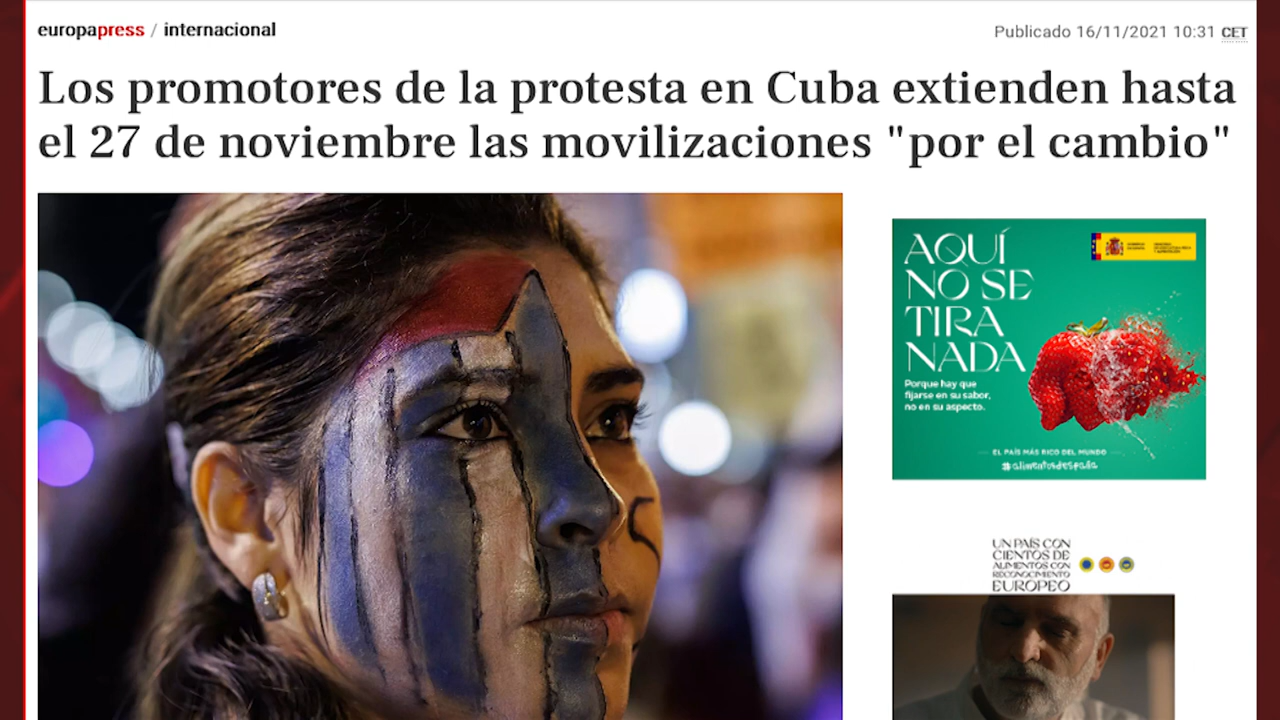 europapress / internacional
Publicado 16/11/2021 10:31 CET
Los promotores de la protesta en Cuba extienden hasta
el 27 de noviembre las movilizaciones "por el cambio"
AQUÍ
NO SE
TIRA
NADA
Porque hay que
fijarse en su sabor,
no en su aspecto.
EL PAÍS MÁS RICO DEL MUNDO
#alimentosdespaña
UN PAÍS CON
CIENTOS DE
ALIMENTOS CON
RECONOCIMIENTO
EUROPEO